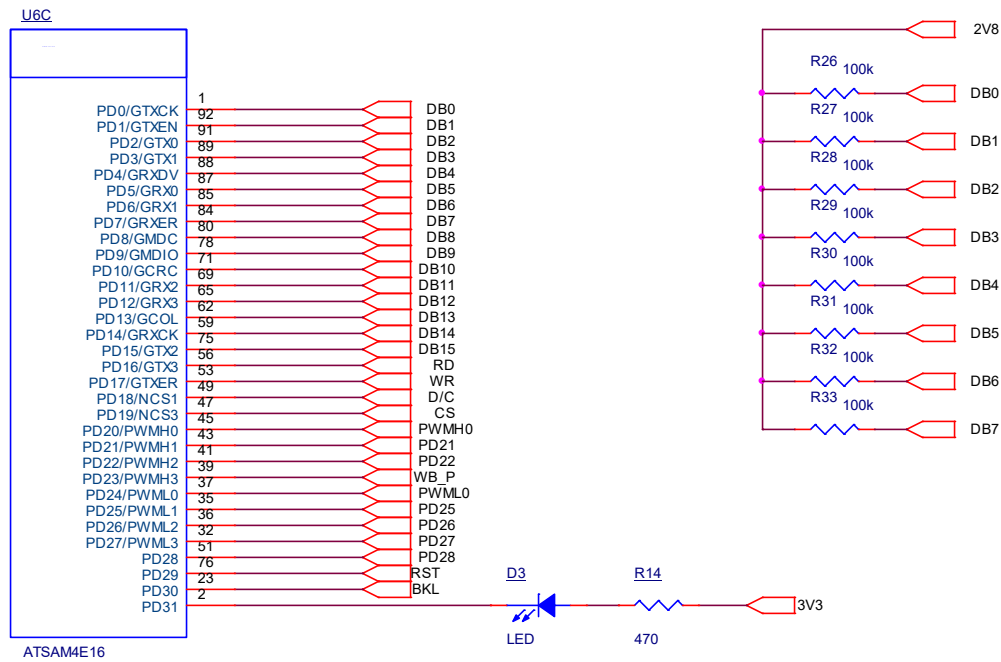 U6C
PD0/GTXCK 1 DB0
PD1/GTXEN 92 DB1
PD2/GTX0 91 DB2
PD3/GTX1 89 DB3
PD4/GRXDV 88 DB4
PD5/GRX0 87 DB5
PD6/GRX1 85 DB6
PD7/GRXER 84 DB7
PD8/GMDC 80 DB8
PD9/GMDIO 78 DB9
PD10/GCRC 71 DB10
PD11/GRX2 69 DB11
PD12/GRX3 65 DB12
PD13/GCOL 62 DB13
PD14/GRXCK 59 DB14
PD15/GTX2 75 DB15
PD16/GTX3 56 RD
PD17/GTXER 53 WR
PD18/NCS1 49 D/C
PD19/NCS3 47 CS
PD20/PWMH0 45 PWMH0
PD21/PWMH1 43 PD21
PD22/PWMH2 41 PD22
PD23/PWMH3 39 WB_P
PD24/PWML0 37 PWML0
PD25/PWML1 35 PD25
PD26/PWML2 36 PD26
PD27/PWML3 32 PD27
PD28 51 PD28
PD29 76 RST
PD30 23 BKL
PD31 2
ATSAM4E16
D3
LED
R14
470
3V3
2V8
R26 100k DB0
R27 100k DB1
R28 100k DB2
R29 100k DB3
R30 100k DB4
R31 100k DB5
R32 100k DB6
R33 100k DB7